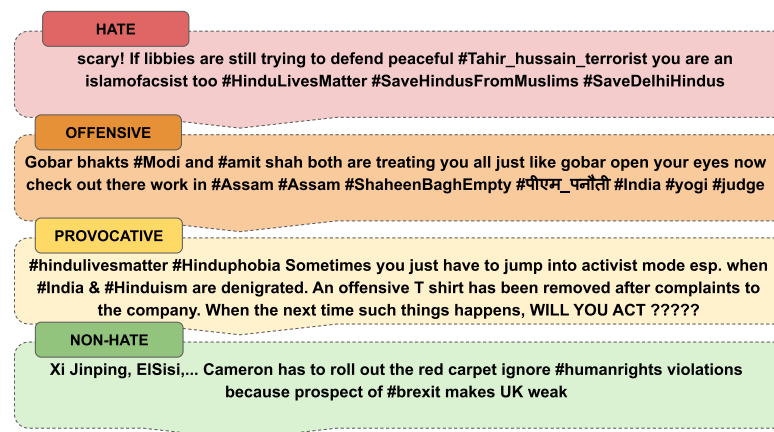 HATE
scary! If libbies are still trying to defend peaceful #Tahir_hussain_terrorist you are an
islamofacsist too #HinduLivesMatter #SaveHindusFromMuslims #SaveDelhiHindus
OFFENSIVE
Gobar bhakts #Modi and #amit shah both are treating you all just like gobar open your eyes now
check out there work in #Assam #Assam #ShaheenBaghEmpty #पीएम_पनौती #India #yogi #judge
PROVOCATIVE
#hindulivesmatter #Hinduphobia Sometimes you just have to jump into activist mode esp. when
#India & #Hinduism are denigrated. An offensive T shirt has been removed after complaints to
the company. When the next time such things happens, WILL YOU ACT ?????
NON-HATE
Xi Jinping, ElSisi,... Cameron has to roll out the red carpet ignore #humanrights violations
because prospect of #brexit makes UK weak